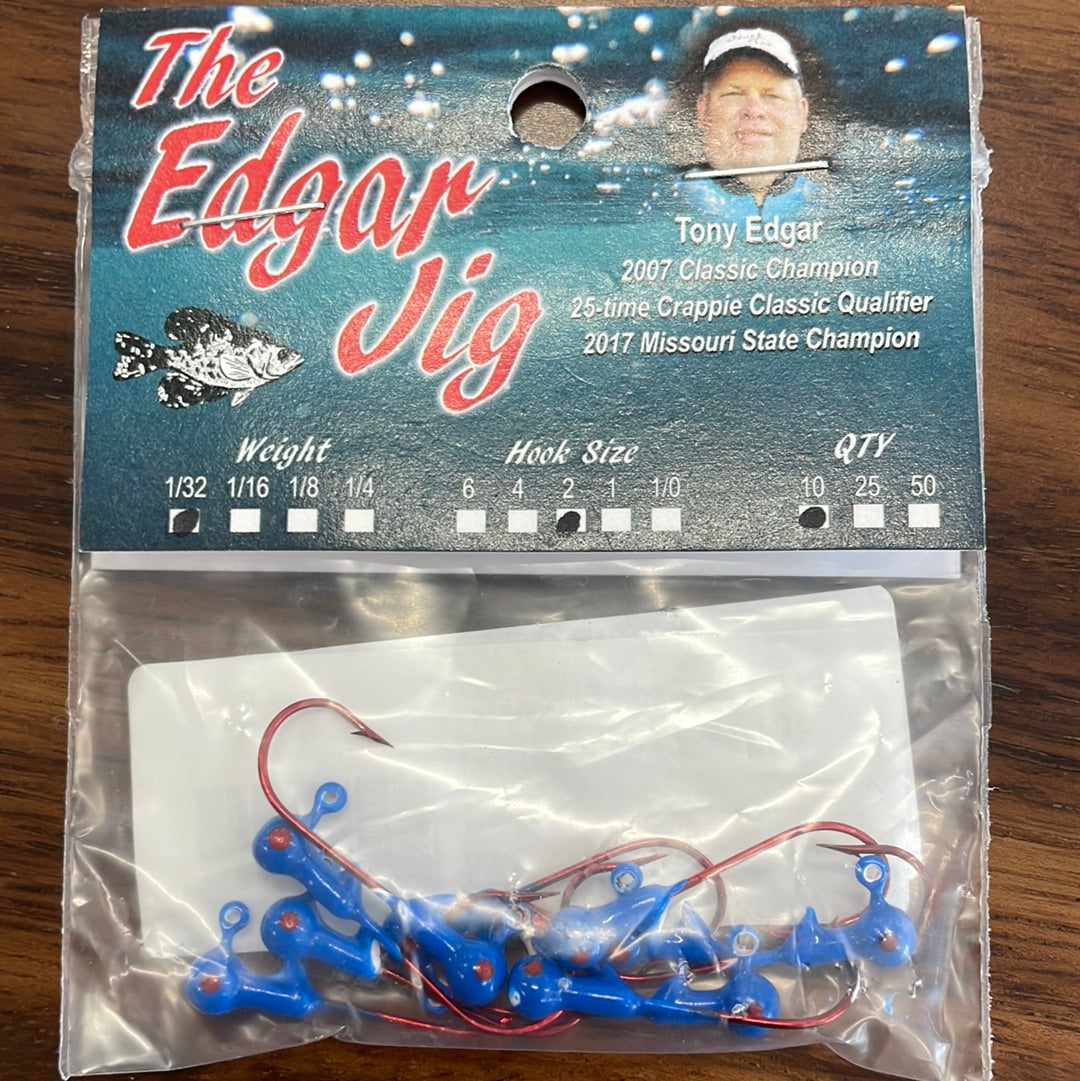 The
Edgar
Jig
Tony Edgar
2007 Classic Champion
25-time Crappie Classic Qualifier
2017 Missouri State Champion
Weight Hook Size QTY
1/32 1/16 1/8 1/4 6 4 2 1 1/0 10 25 50